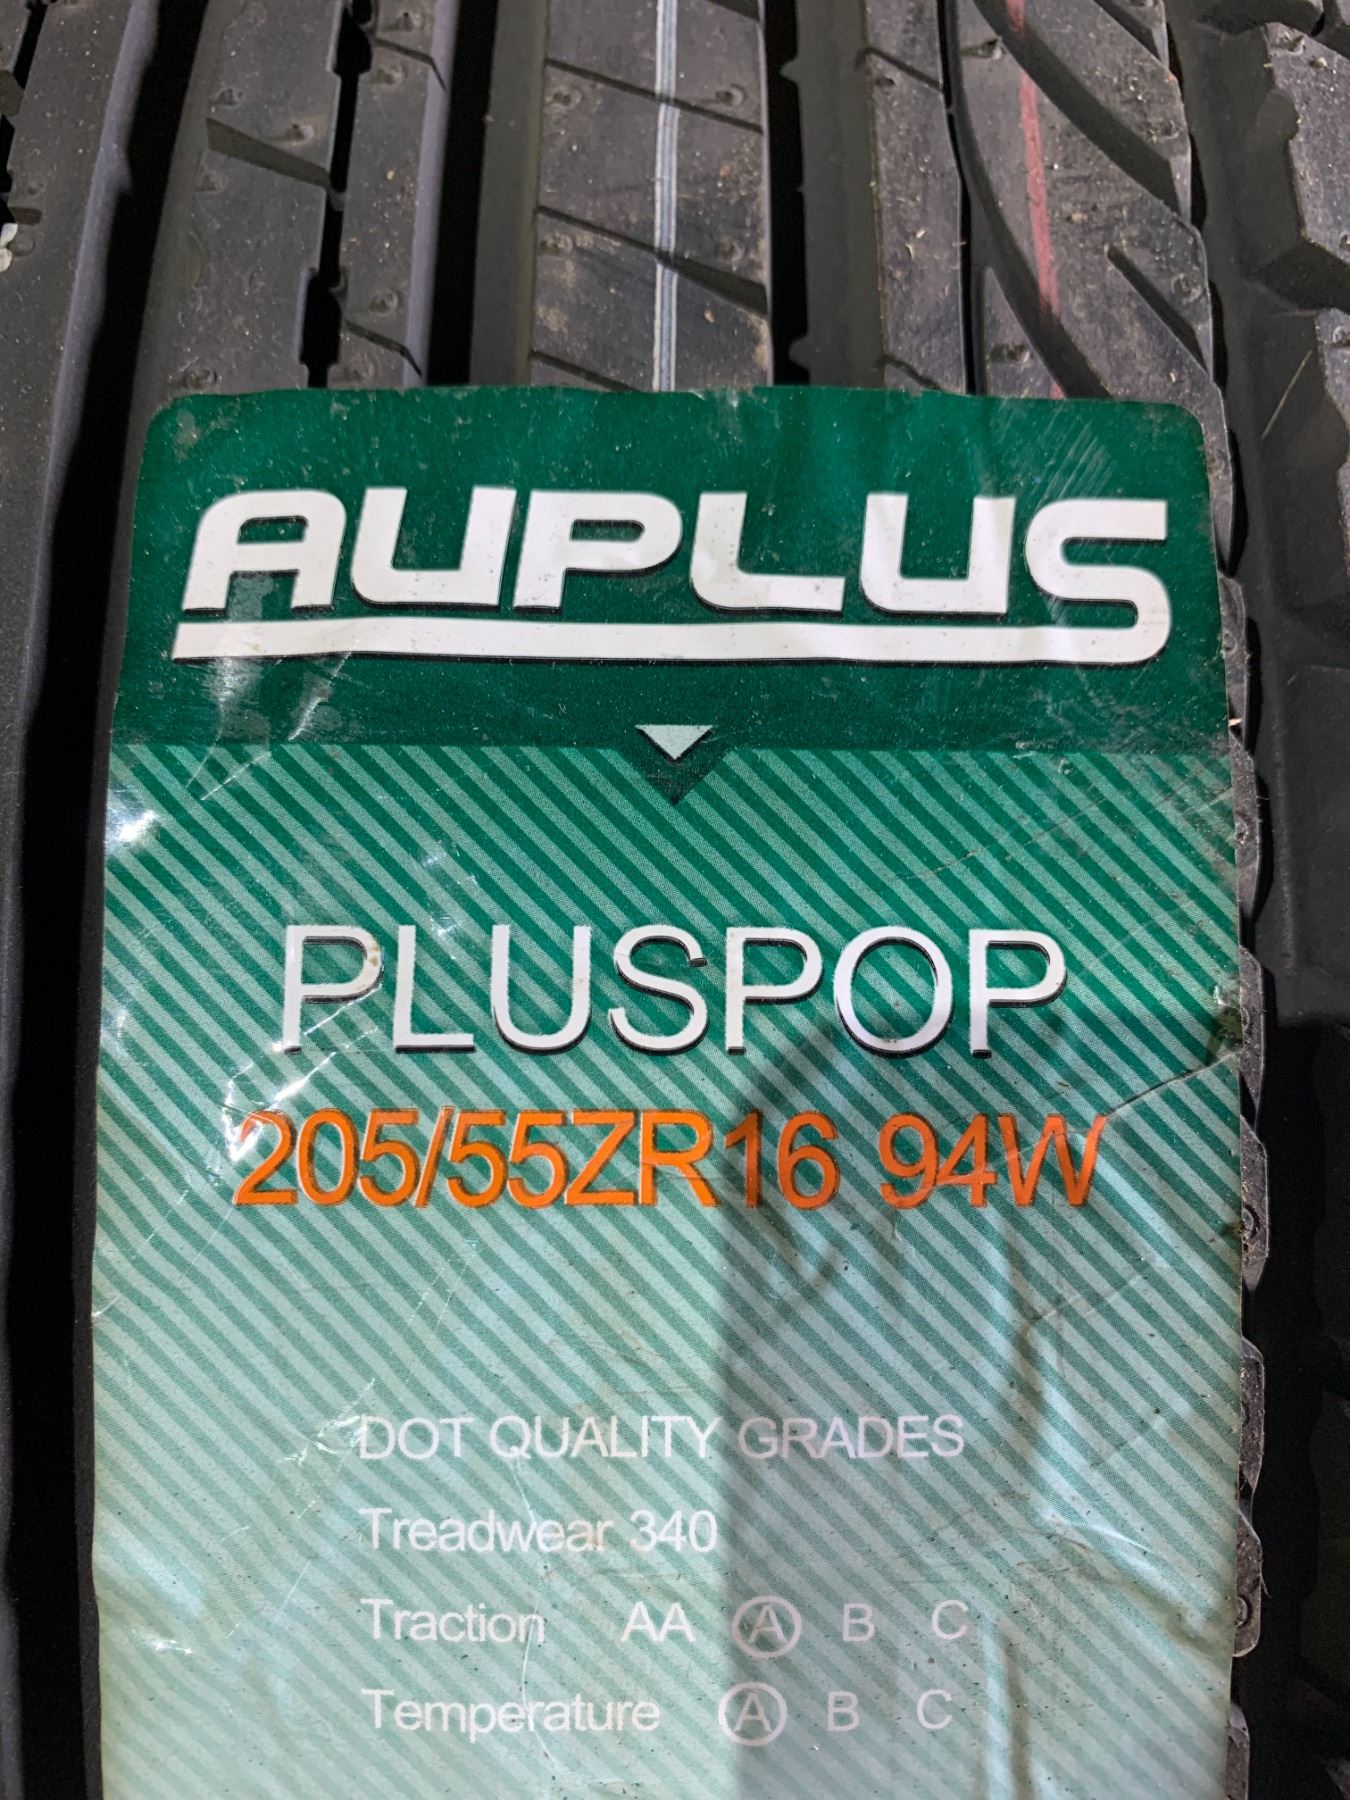 AUPLUS
PLUSPOP
205/55ZR16 94W
DOT QUALITY GRADES
Treadwear 340
Traction AA A B C
Temperature A B C